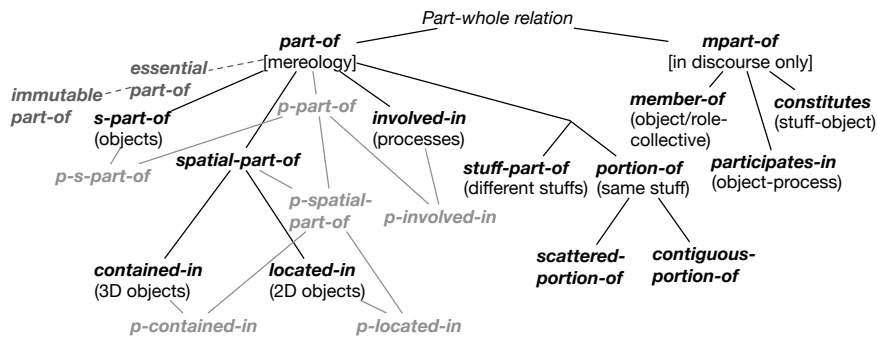 Part-whole relation
part-of
[mereology]
mpart-of
[in discourse only]
essential
part-of
immutable
part-of
s-part-of
(objects)
p-part-of
involved-in
(processes)
member-of
(object/role-
collective)
constitutes
(stuff-object)
participates-in
(object-process)
p-s-part-of
spatial-part-of
stuff-part-of
(different stuffs)
portion-of
(same stuff)
p-spatial-
part-of
p-involved-in
scattered-
portion-of
contiguous-
portion-of
contained-in
(3D objects)
located-in
(2D objects)
p-contained-in
p-located-in